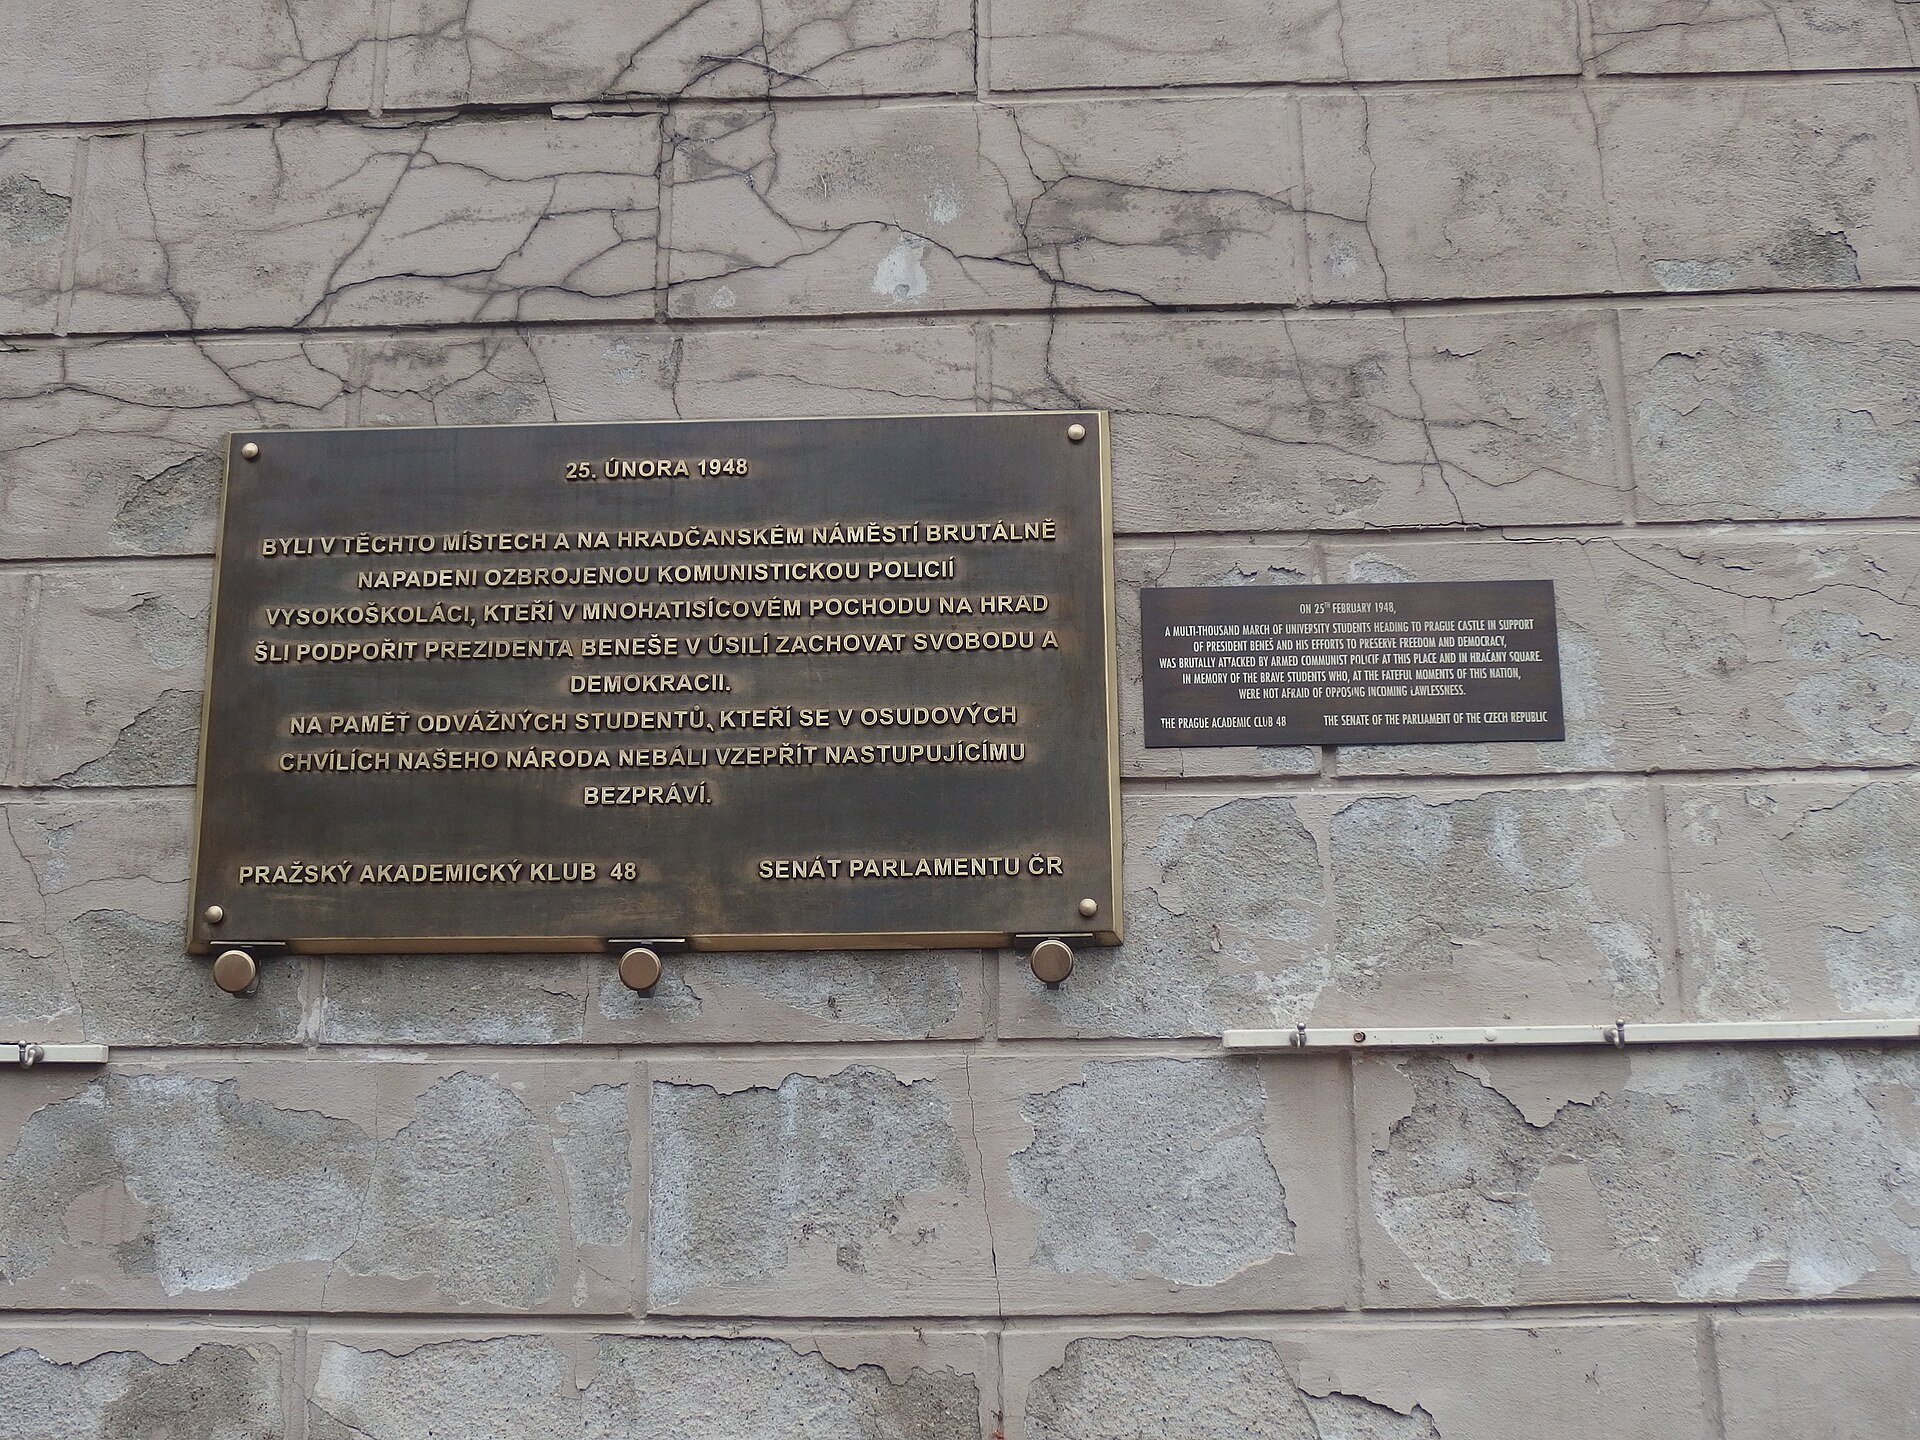 25. ÚNORA 1948
BYLI V TĚCHTO MÍSTECH A NA HRADČANSKÉM NÁMĚSTÍ BRUTÁLNĚ
NAPADENI OZBROJENOU KOMUNISTICKOU POLICIÍ
VYSOKOŠKOLÁCI, KTEŘÍ V MNOHATISÍCOVÉM POCHODU NA HRAD
ŠLI PODPOŘIT PREZIDENTA BENEŠE V ÚSILÍ ZACHOVAT SVOBODU A
DEMOKRACII.
NA PAMĚŤ ODVÁŽNÝCH STUDENTŮ, KTEŘÍ SE V OSUDOVÝCH
CHVÍLÍCH NAŠEHO NÁRODA NEBÁLI VZEPŘÍT NASTUPUJÍCÍMU
BEZPRÁVÍ.
PRAŽSKÝ AKADEMICKÝ KLUB 48 SENÁT PARLAMENTU ČR
ON 25TH FEBRUARY 1948,
A MULTI-THOUSAND MARCH OF UNIVERSITY STUDENTS HEADING TO PRAGUE CASTLE IN SUPPORT
OF PRESIDENT BENEŠ AND HIS EFFORTS TO PRESERVE FREEDOM AND DEMOCRACY,
WAS BRUTALLY ATTACKED BY ARMED COMMUNIST POLICIE AT THIS PLACE AND IN HRAČANY SQUARE.
IN MEMORY OF THE BRAVE STUDENTS WHO, AT THE FATEFUL MOMENTS OF THIS NATION,
WERE NOT AFRAID OF OPPOSING INCOMING LAWLESSNESS.
THE PRAGUE ACADEMIC CLUB 48 THE SENATE OF THE PARLIAMENT OF THE CZECH REPUBLIC